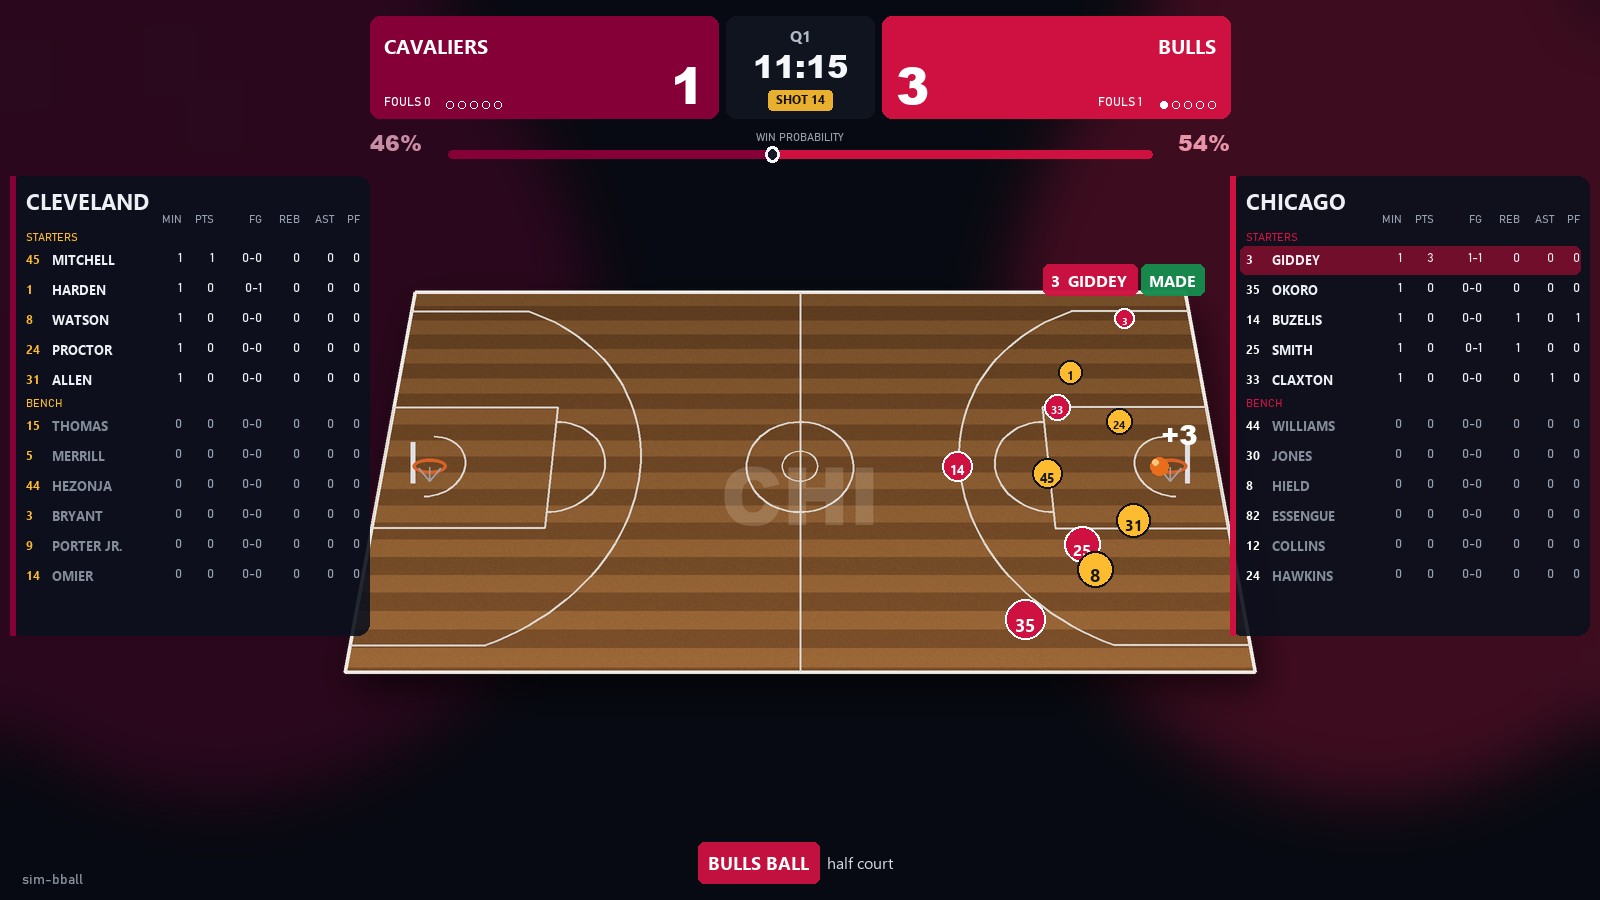 CAVALIERS
1
FOULS 0
Q1
11:15
SHOT 14
BULLS
3
FOULS 1
46%
WIN PROBABILITY
54%
CLEVELAND
MIN PTS FG REB AST PF
STARTERS
45 MITCHELL 1 1 0-0 0 0 0
1 HARDEN 1 0 0-1 0 0 0
8 WATSON 1 0 0-0 0 0 0
24 PROCTOR 1 0 0-0 0 0 0
31 ALLEN 1 0 0-0 0 0 0
BENCH
15 THOMAS 0 0 0-0 0 0 0
5 MERRILL 0 0 0-0 0 0 0
44 HEZONJA 0 0 0-0 0 0 0
3 BRYANT 0 0 0-0 0 0 0
9 PORTER JR. 0 0 0-0 0 0 0
14 OMIER 0 0 0-0 0 0 0
CHICAGO
MIN PTS FG REB AST PF
STARTERS
3 GIDDEY 1 3 1-1 0 0 0
35 OKORO 1 0 0-0 0 0 0
14 BUZELIS 1 0 0-0 1 0 1
25 SMITH 1 0 0-1 1 0 0
33 CLAXTON 1 0 0-0 0 1 0
BENCH
44 WILLIAMS 0 0 0-0 0 0 0
30 JONES 0 0 0-0 0 0 0
8 HIELD 0 0 0-0 0 0 0
82 ESSENGUE 0 0 0-0 0 0 0
12 COLLINS 0 0 0-0 0 0 0
24 HAWKINS 0 0 0-0 0 0 0
3 GIDDEY MADE
3
1
33
24
+3
14
45
CHI
31
25
8
35
BULLS BALL half court
sim-bball